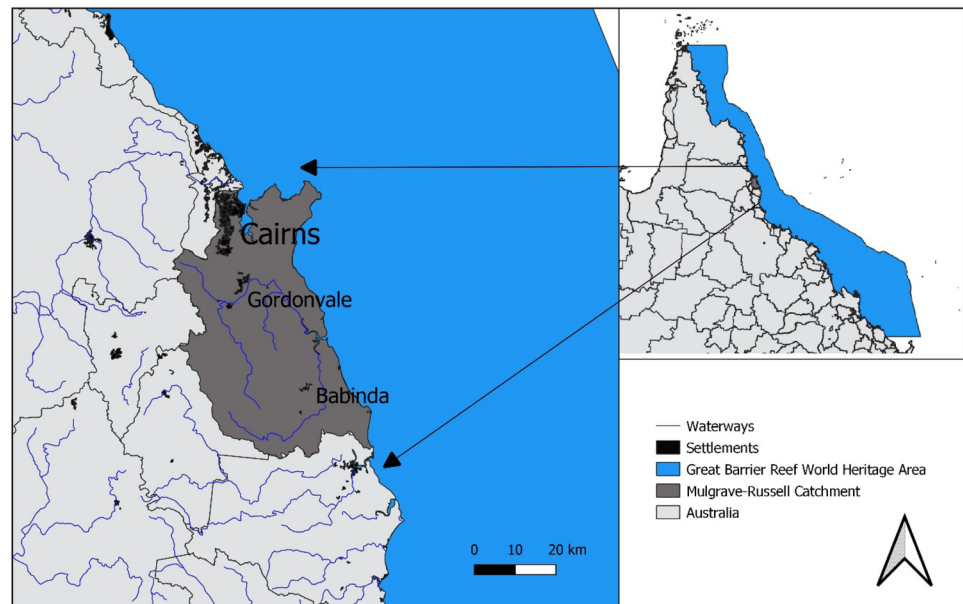 Cairns
Gordonvale
Babinda
0 10 20 km
Waterways
Settlements
Great Barrier Reef World Heritage Area
Mulgrave-Russell Catchment
Australia